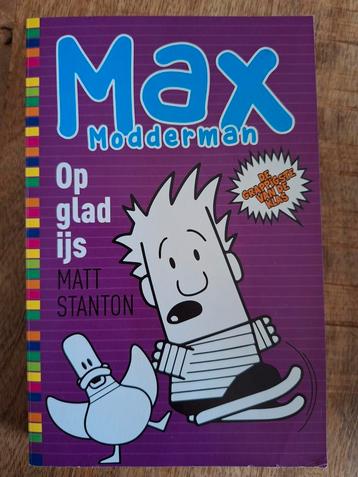 Max
Modderman
DE
GRAPPIGSTE
VAN DE
KLAS
Op
glad
ijs
MATT
STANTON